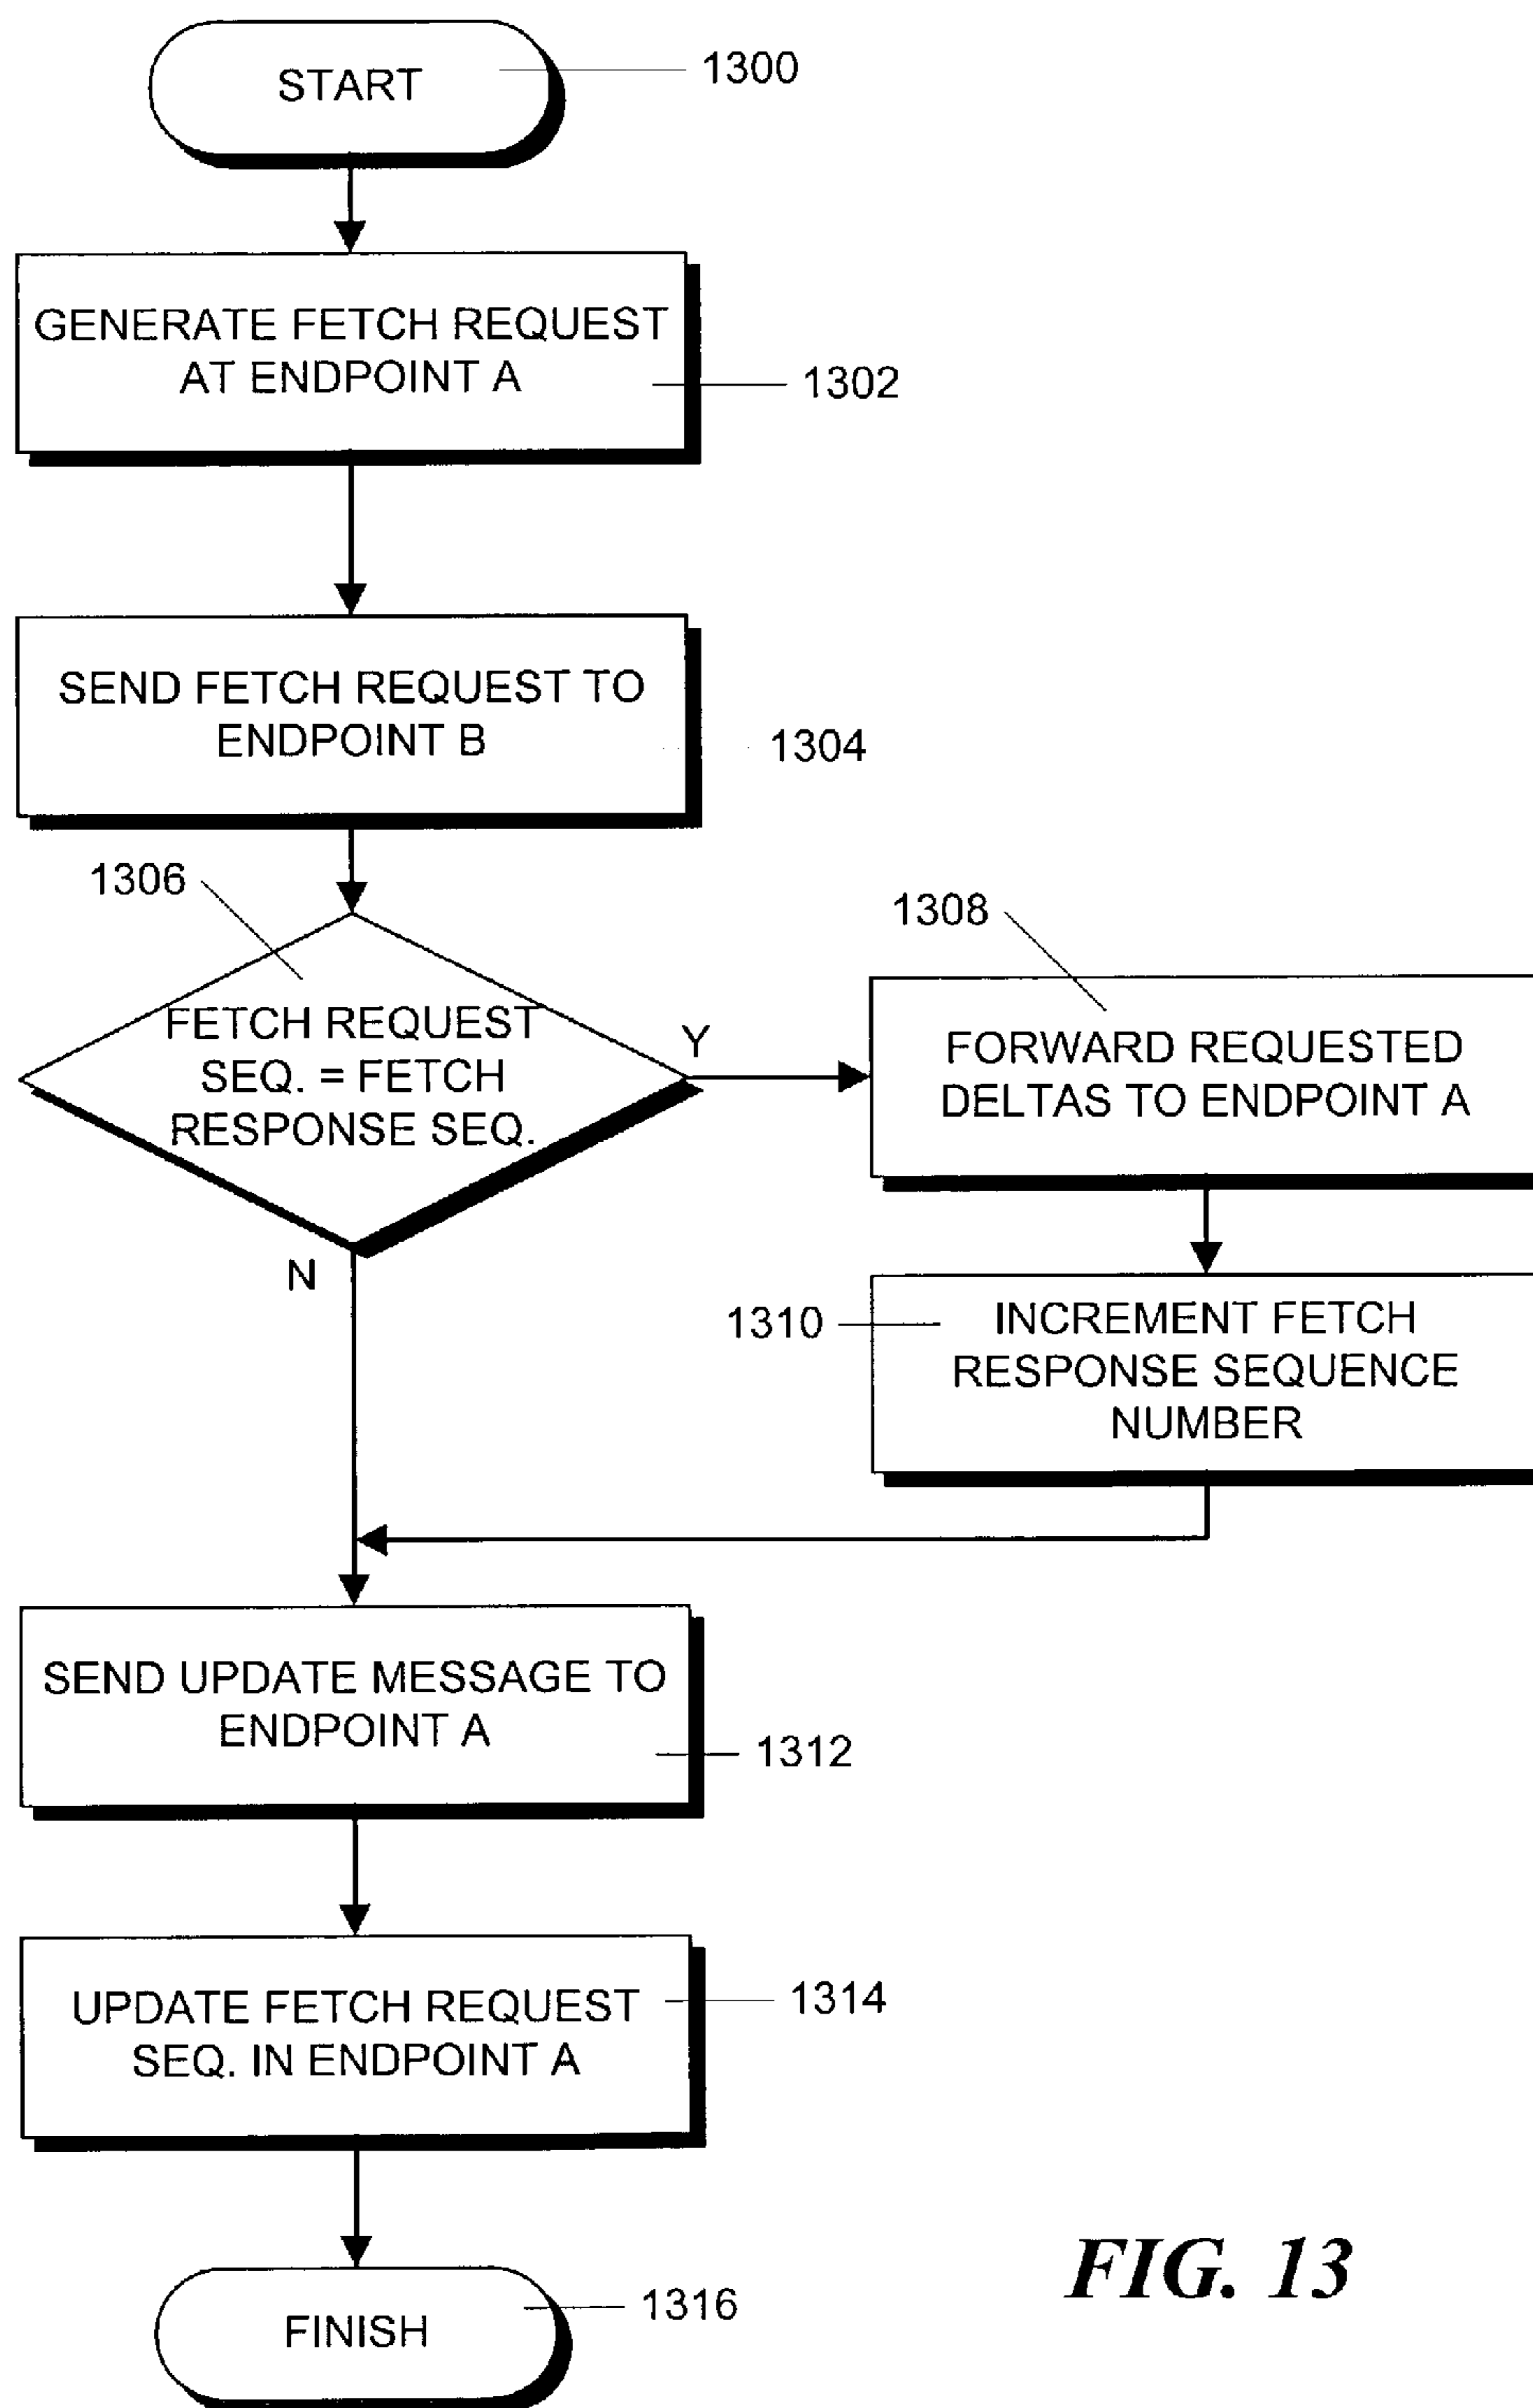 START
1300
GENERATE FETCH REQUEST
AT ENDPOINT A
1302
SEND FETCH REQUEST TO
ENDPOINT B
1304
1306
FETCH REQUEST
SEQ. = FETCH
RESPONSE SEQ.
Y
N
1308
FORWARD REQUESTED
DELTAS TO ENDPOINT A
1310
INCREMENT FETCH
RESPONSE SEQUENCE
NUMBER
SEND UPDATE MESSAGE TO
ENDPOINT A
1312
UPDATE FETCH REQUEST
SEQ. IN ENDPOINT A
1314
FINISH
1316
FIG. 13